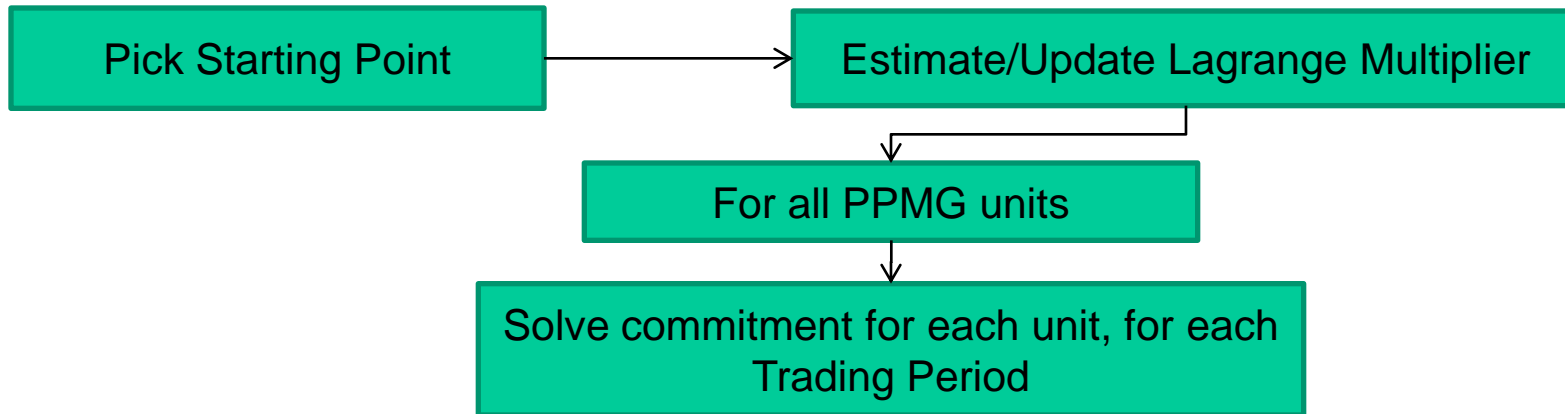 Pick Starting Point
Estimate/Update Lagrange Multiplier
For all PPMG units
Solve commitment for each unit, for each
Trading Period